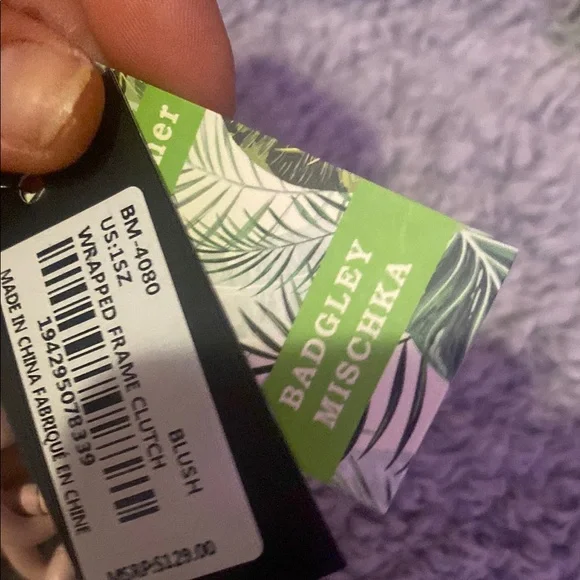 BM-4080
US:1SZ
WRAPPED FRAME CLUTCH
BLUSH
194295078339
MADE IN CHINA FABRIQUÉ EN CHINE
MSRP$129.00
BADGLEY
MISCHKA